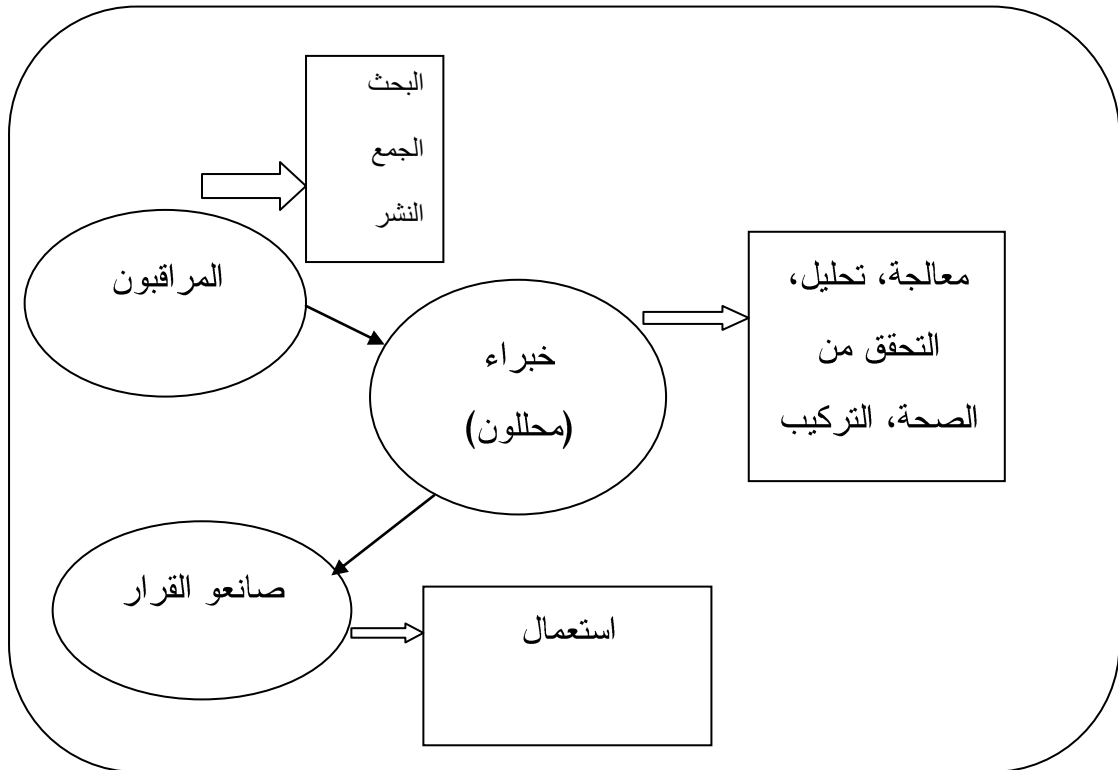 البحث
الجمع
النشر
المراقبون
خبراء
(محللون)
معالجة، تحليل،
التحقق من
الصحة، التركيب
صانعو القرار
استعمال